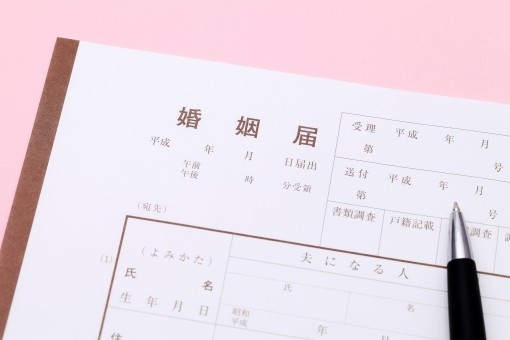 婚姻届
平成 年 月 日届出
午前
午後 時 分受領
(宛先)
受理 平成 年 月
第 号
送付 平成 年 月
第 号
書類調査 戸籍記載 調査
(1)
(よみかた) 夫になる人
氏名 氏 名
生年月日 昭和
平成 年 月
住